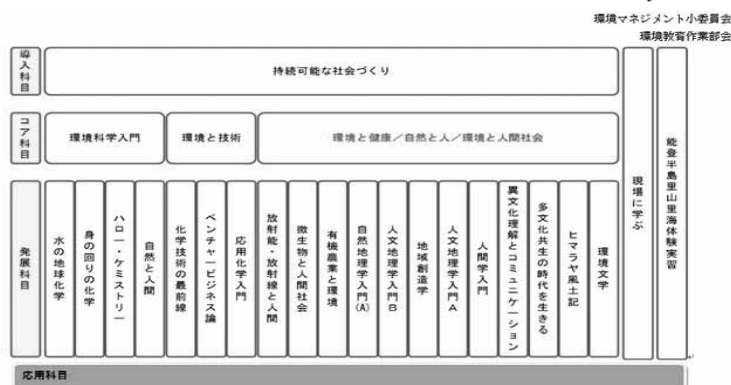 環境マネジメント小委員会
環境教育作業部会
導入科目
持続可能な社会づくり
コア科目
環境科学入門
環境と技術
環境と健康／自然と人／環境と人間社会
発展科目
水の地球化学
身の回りの化学
ハロー・ケミストリー
自然と人間
化学技術の最前線
ベンチャービジネス論
応用化学入門
放射能・放射線と人間
微生物と人間社会
有機農業と環境
自然地理学入門(A)
人文地理学入門B
地域創造学
人文地理学入門A
人間学入門
異文化理解とコミュニケーション
多文化共生の時代を生きる
ヒマラヤ風土記
環境文学
現場に学ぶ
能登半島里山里海体験実習
応用科目